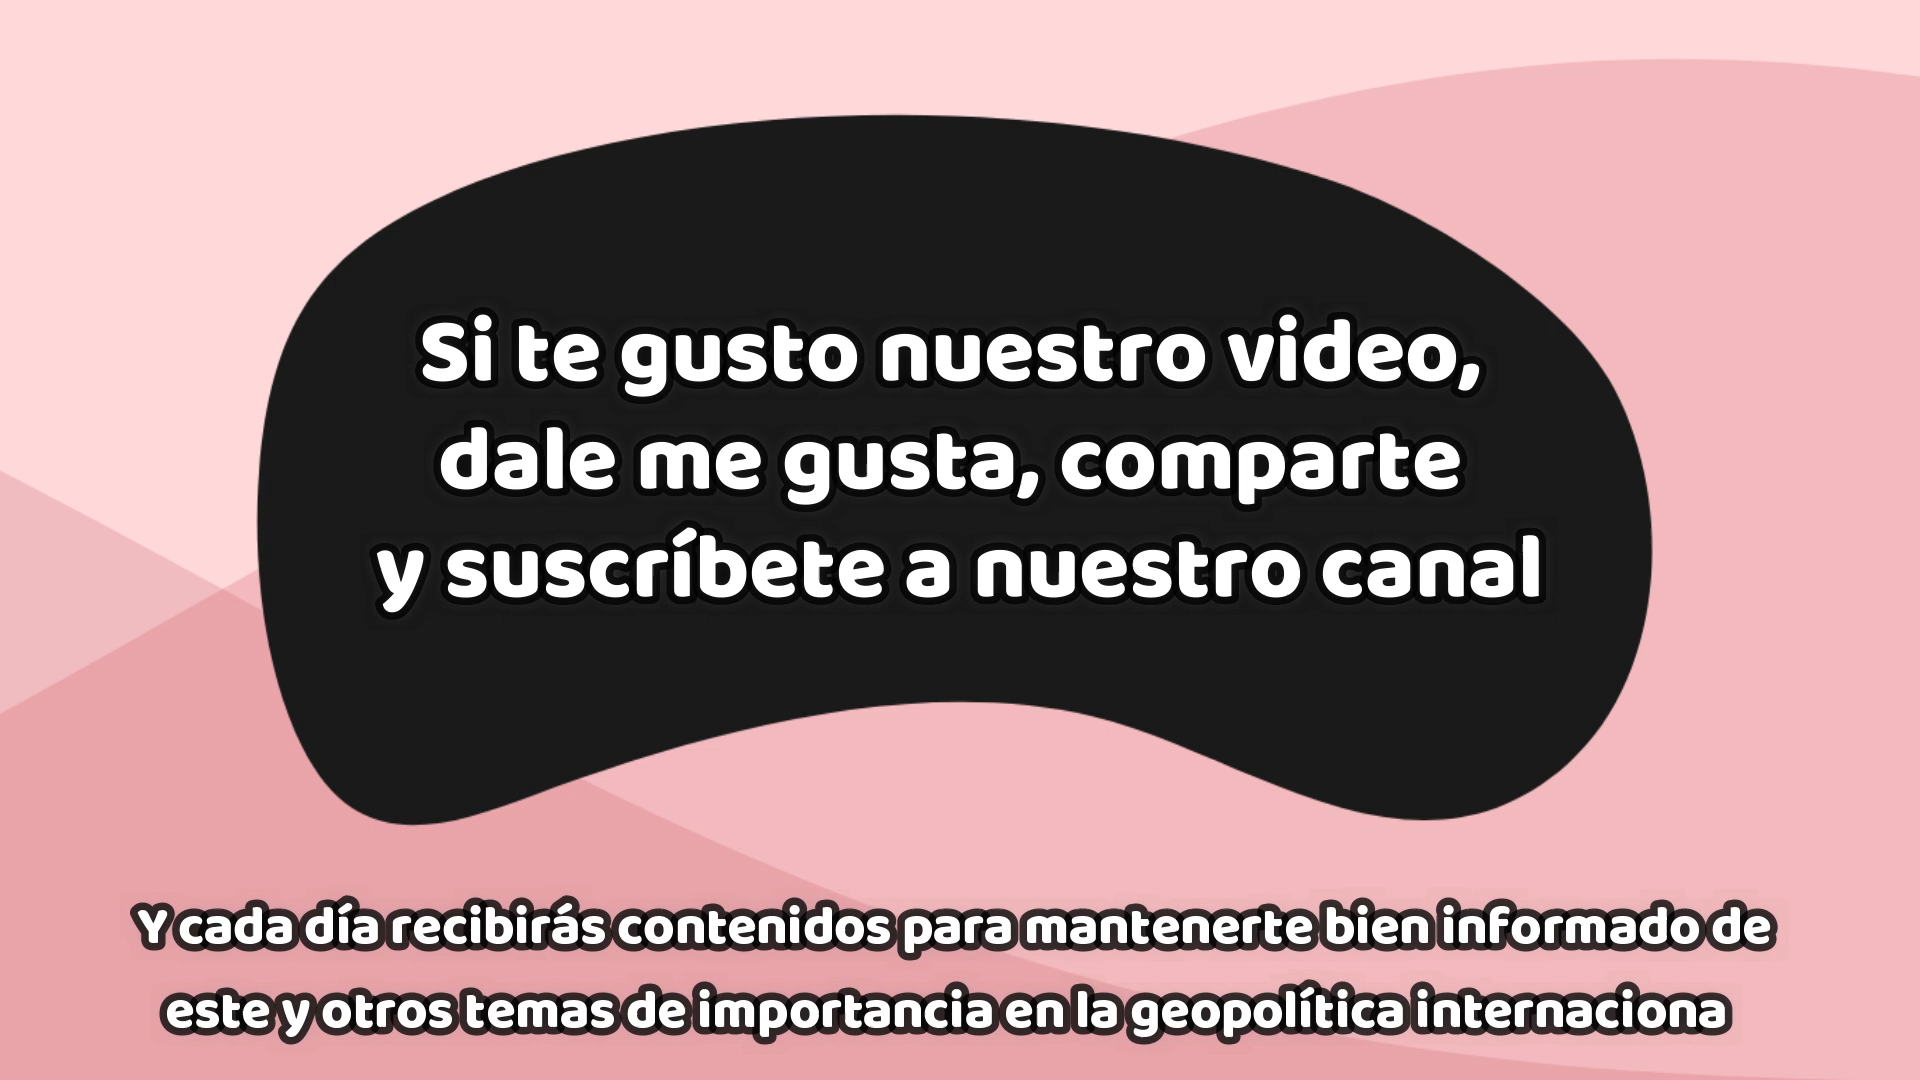 Si te gusto nuestro video,
dale me gusta, comparte
y suscríbete a nuestro canal
Y cada día recibirás contenidos para mantenerte bien informado de
este y otros temas de importancia en la geopolítica internaciona